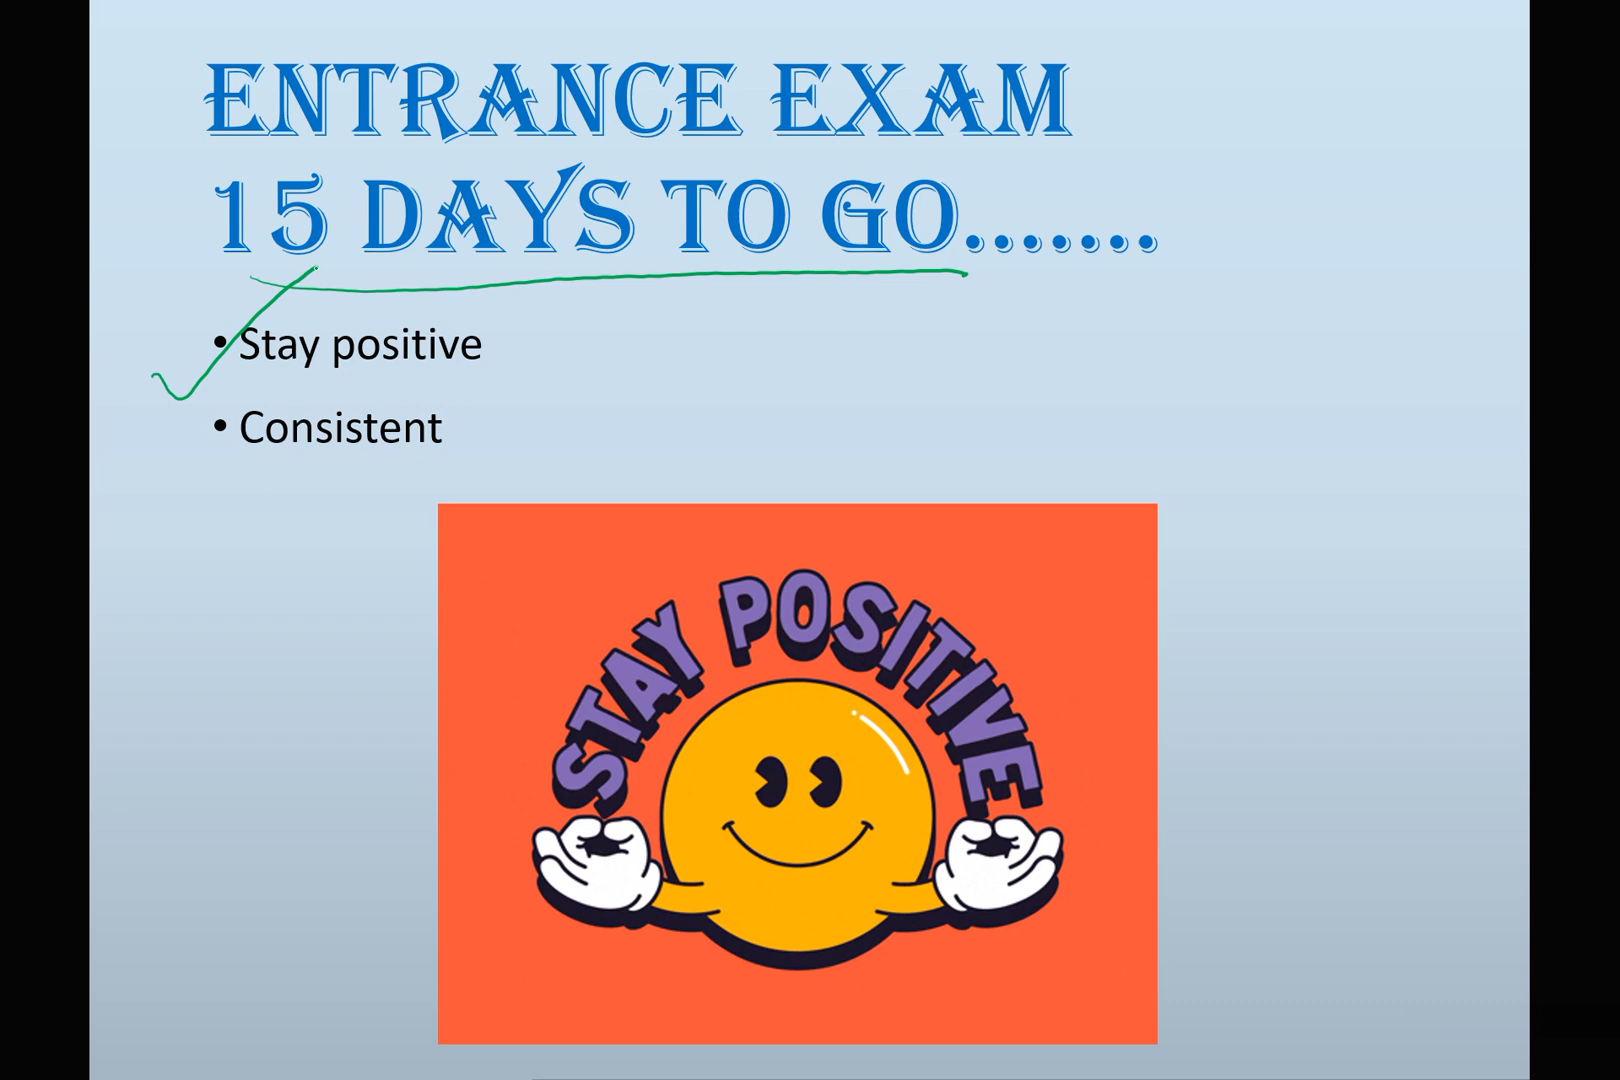 ENTRANCE EXAM
15 DAYS TO GO.......
• Stay positive
• Consistent
STAY POSITIVE